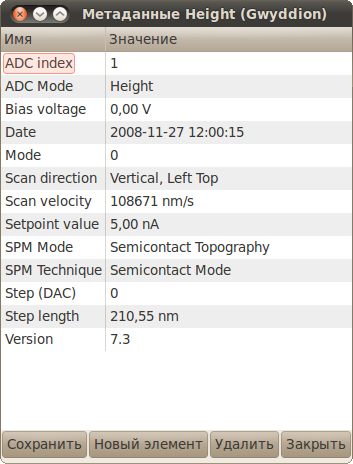 Метаданные Height (Gwyddion)
Имя Значение
ADC index 1
ADC Mode Height
Bias voltage 0,00 V
Date 2008-11-27 12:00:15
Mode 0
Scan direction Vertical, Left Top
Scan velocity 108671 nm/s
Setpoint value 5,00 nA
SPM Mode Semicontact Topography
SPM Technique Semicontact Mode
Step (DAC) 0
Step length 210,55 nm
Version 7.3
Сохранить Новый элемент Удалить Закрыть